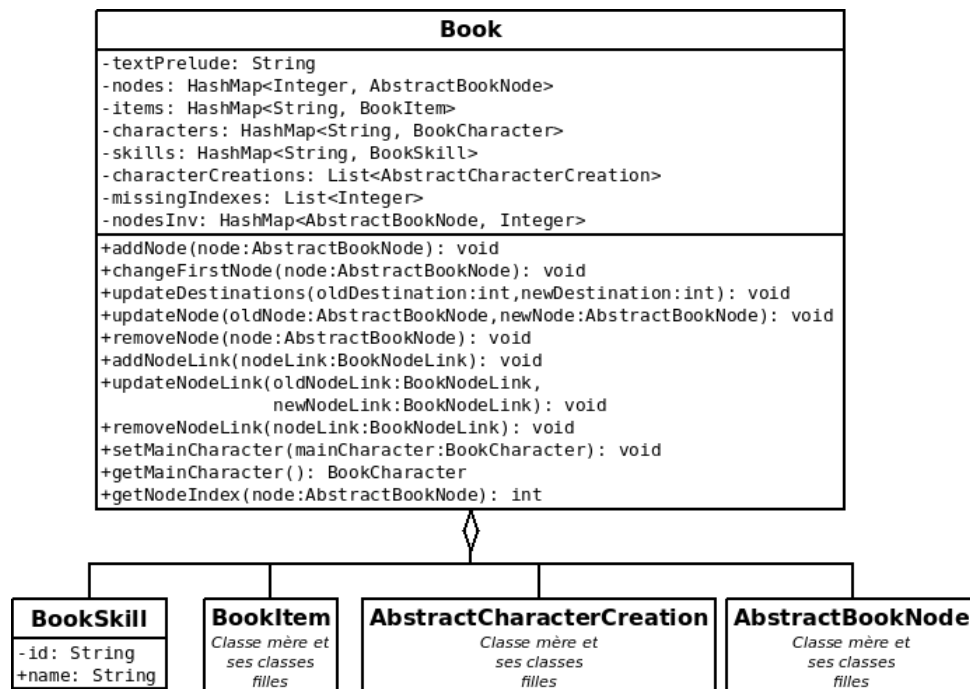 Book
-textPrelude: String
-nodes: HashMap<Integer, AbstractBookNode>
-items: HashMap<String, BookItem>
-characters: HashMap<String, BookCharacter>
-skills: HashMap<String, BookSkill>
-characterCreations: List<AbstractCharacterCreation>
-missingIndexes: List<Integer>
-nodesInv: HashMap<AbstractBookNode, Integer>
+addNode(node:AbstractBookNode): void
+changeFirstNode(node:AbstractBookNode): void
+updateDestinations(oldDestination:int,newDestination:int): void
+updateNode(oldNode:AbstractBookNode,newNode:AbstractBookNode): void
+removeNode(node:AbstractBookNode): void
+addNodeLink(nodeLink:BookNodeLink): void
+updateNodeLink(oldNodeLink:BookNodeLink,
newNodeLink:BookNodeLink): void
+removeNodeLink(nodeLink:BookNodeLink): void
+setMainCharacter(mainCharacter:BookCharacter): void
+getMainCharacter(): BookCharacter
+getNodeIndex(node:AbstractBookNode): int
BookSkill
-id: String
+name: String
BookItem
Classe mère et
ses classes
filles
AbstractCharacterCreation
Classe mère et
ses classes
filles
AbstractBookNode
Classe mère et
ses classes
filles